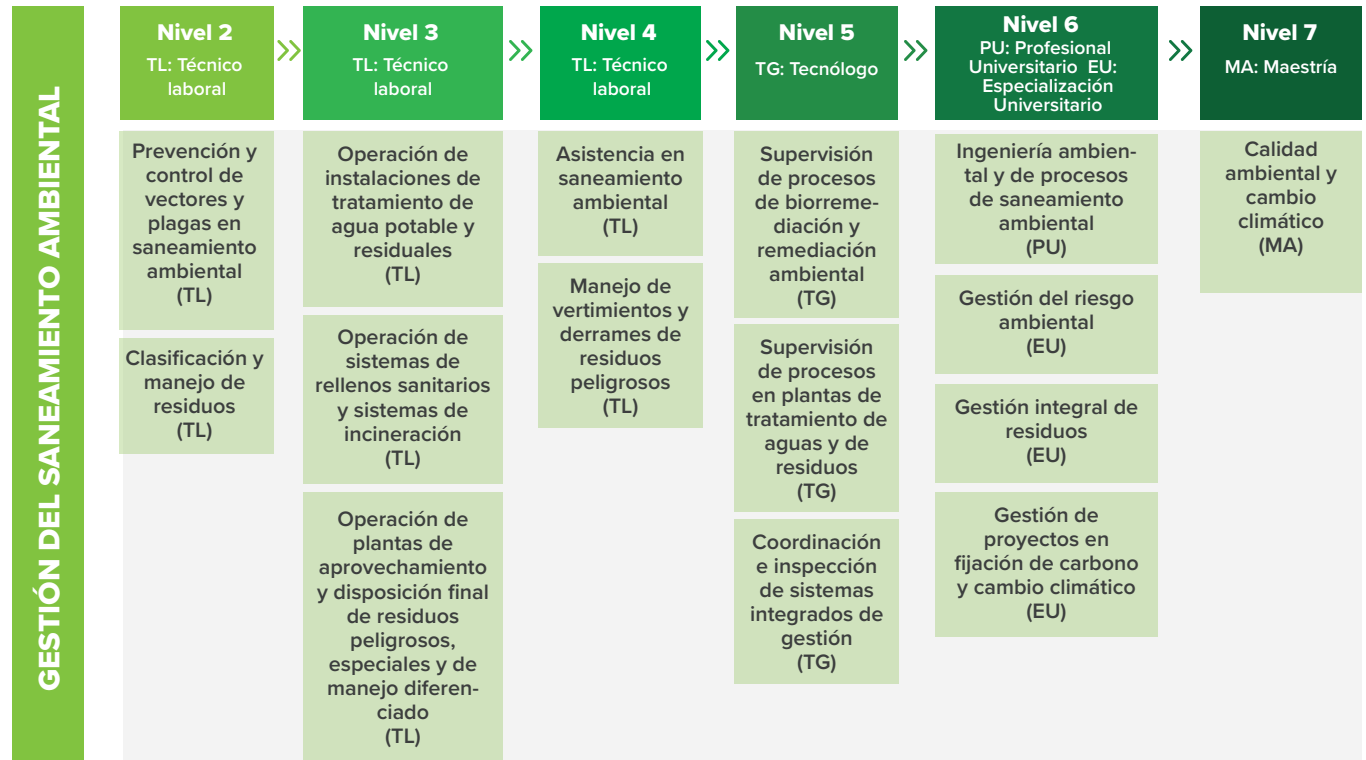 GESTIÓN DEL SANEAMIENTO AMBIENTAL
Nivel 2
TL: Técnico
laboral
Prevención y
control de
vectores y
plagas en
saneamiento
ambiental
(TL)
Clasificación y
manejo de
residuos
(TL)
Nivel 3
TL: Técnico
laboral
Operación de
instalaciones de
tratamiento de
agua potable y
residuales
(TL)
Operación de
sistemas de
rellenos sanitarios
y sistemas de
incineración
(TL)
Operación de
plantas de
aprovechamiento
y disposición final
de residuos
peligrosos,
especiales y de
manejo diferen-
ciado
(TL)
Nivel 4
TL: Técnico
laboral
Asistencia en
saneamiento
ambiental
(TL)
Manejo de
vertimientos y
derrames de
residuos
peligrosos
(TL)
Nivel 5
TG: Tecnólogo
Supervisión
de procesos
de biorreme-
diación y
remediación
ambiental
(TG)
Supervisión
de procesos
en plantas de
tratamiento de
aguas y de
residuos
(TG)
Coordinación
e inspección
de sistemas
integrados de
gestión
(TG)
Nivel 6
PU: Profesional
Universitario EU:
Especialización
Universitario
Ingeniería ambien-
tal y de procesos
de saneamiento
ambiental
(PU)
Gestión del riesgo
ambiental
(EU)
Gestión integral de
residuos
(EU)
Gestión de
proyectos en
fijación de carbono
y cambio climático
(EU)
Nivel 7
MA: Maestría
Calidad
ambiental y
cambio
climático
(MA)